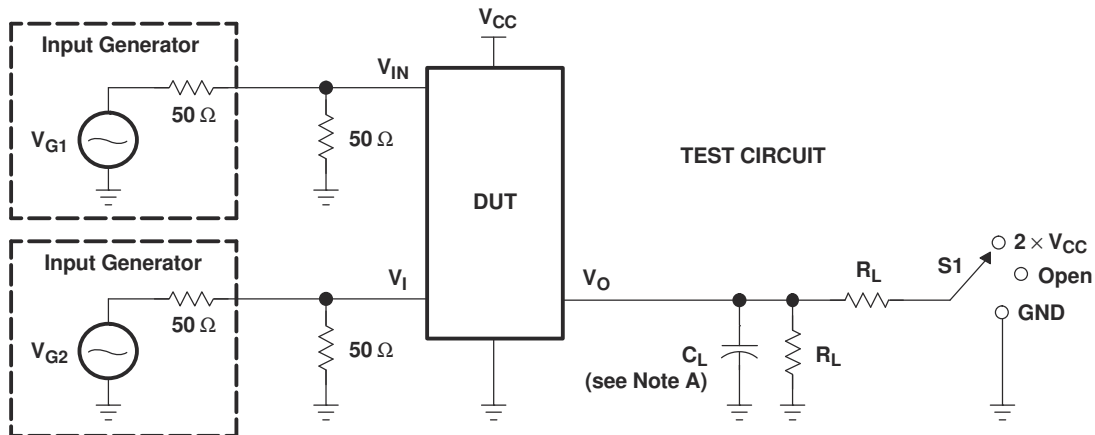 Input Generator
V_CC
V_IN
50 Ω
50 Ω
V_G1
TEST CIRCUIT
DUT
Input Generator
2 × V_CC
S1
Open
V_I
V_O
R_L
GND
50 Ω
50 Ω
V_G2
C_L
(see Note A)
R_L